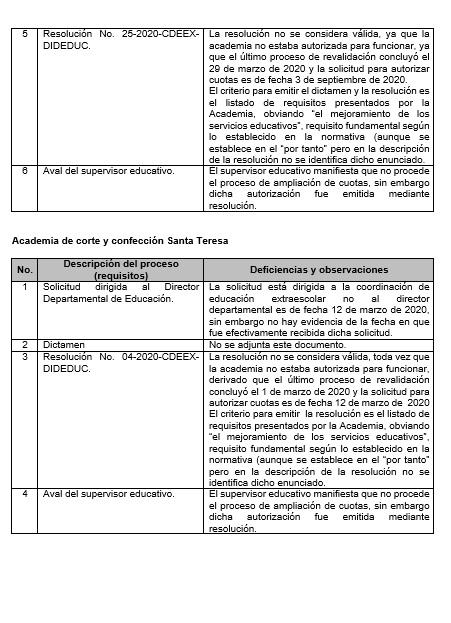 5 Resolución No. 25-2020-CDEEX-DIDEDUC.
La resolución no se considera válida, ya que la
academia no estaba autorizada para funcionar, ya
que el último proceso de revalidación concluyó el
29 de marzo de 2020 y la solicitud para autorizar
cuotas es de fecha 3 de septiembre de 2020.
El criterio para emitir el dictamen y la resolución es
el listado de requisitos presentados por la
Academia, obviando “el mejoramiento de los
servicios educativos”, requisito fundamental según
lo establecido en la normativa (aunque se
establece en el “por tanto” pero en la descripción
de la resolución no se identifica dicho enunciado.
6 Aval del supervisor educativo.
El supervisor educativo manifiesta que no procede
el proceso de ampliación de cuotas, sin embargo
dicha autorización fue emitida mediante
resolución.
Academia de corte y confección Santa Teresa
No. Descripción del proceso
(requisitos)
Deficiencias y observaciones
1 Solicitud dirigida al Director
Departamental de Educación.
La solicitud está dirigida a la coordinación de
educación extraescolar no al director
departamental es de fecha 12 de marzo de 2020,
sin embargo no hay evidencia de la fecha en que
fue efectivamente recibida dicha solicitud.
2 Dictamen
No se adjunta este documento.
3 Resolución No. 04-2020-CDEEX-
DIDEDUC.
La resolución no se considera válida, toda vez que
la academia no estaba autorizada para funcionar,
derivado que el último proceso de revalidación
concluyó el 1 de marzo de 2020 y la solicitud para
autorizar cuotas es de fecha 12 de marzo de 2020
El criterio para emitir la resolución es el listado de
requisitos presentados por la Academia, obviando
“el mejoramiento de los servicios educativos”,
requisito fundamental según lo establecido en la
normativa (aunque se establece en el “por tanto”
pero en la descripción de la resolución no se
identifica dicho enunciado.
4 Aval del supervisor educativo.
El supervisor educativo manifiesta que no procede
el proceso de ampliación de cuotas, sin embargo
dicha autorización fue emitida mediante
resolución.